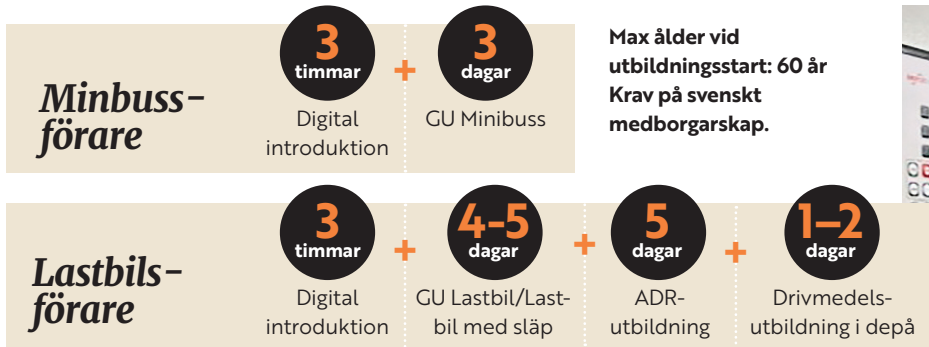 Minbuss-
förare
3
timmar
+
3
dagar
Digital
introduktion
GU Minibuss
Max ålder vid
utbildningsstart: 60 år
Krav på svenskt
medborgarskap.
Lastbils-
förare
3
timmar
+
4-5
dagar
+
5
dagar
+
1–2
dagar
Digital
introduktion
GU Lastbil/Last-
bil med släp
ADR-
utbildning
Drivmedels-
utbildning i depå